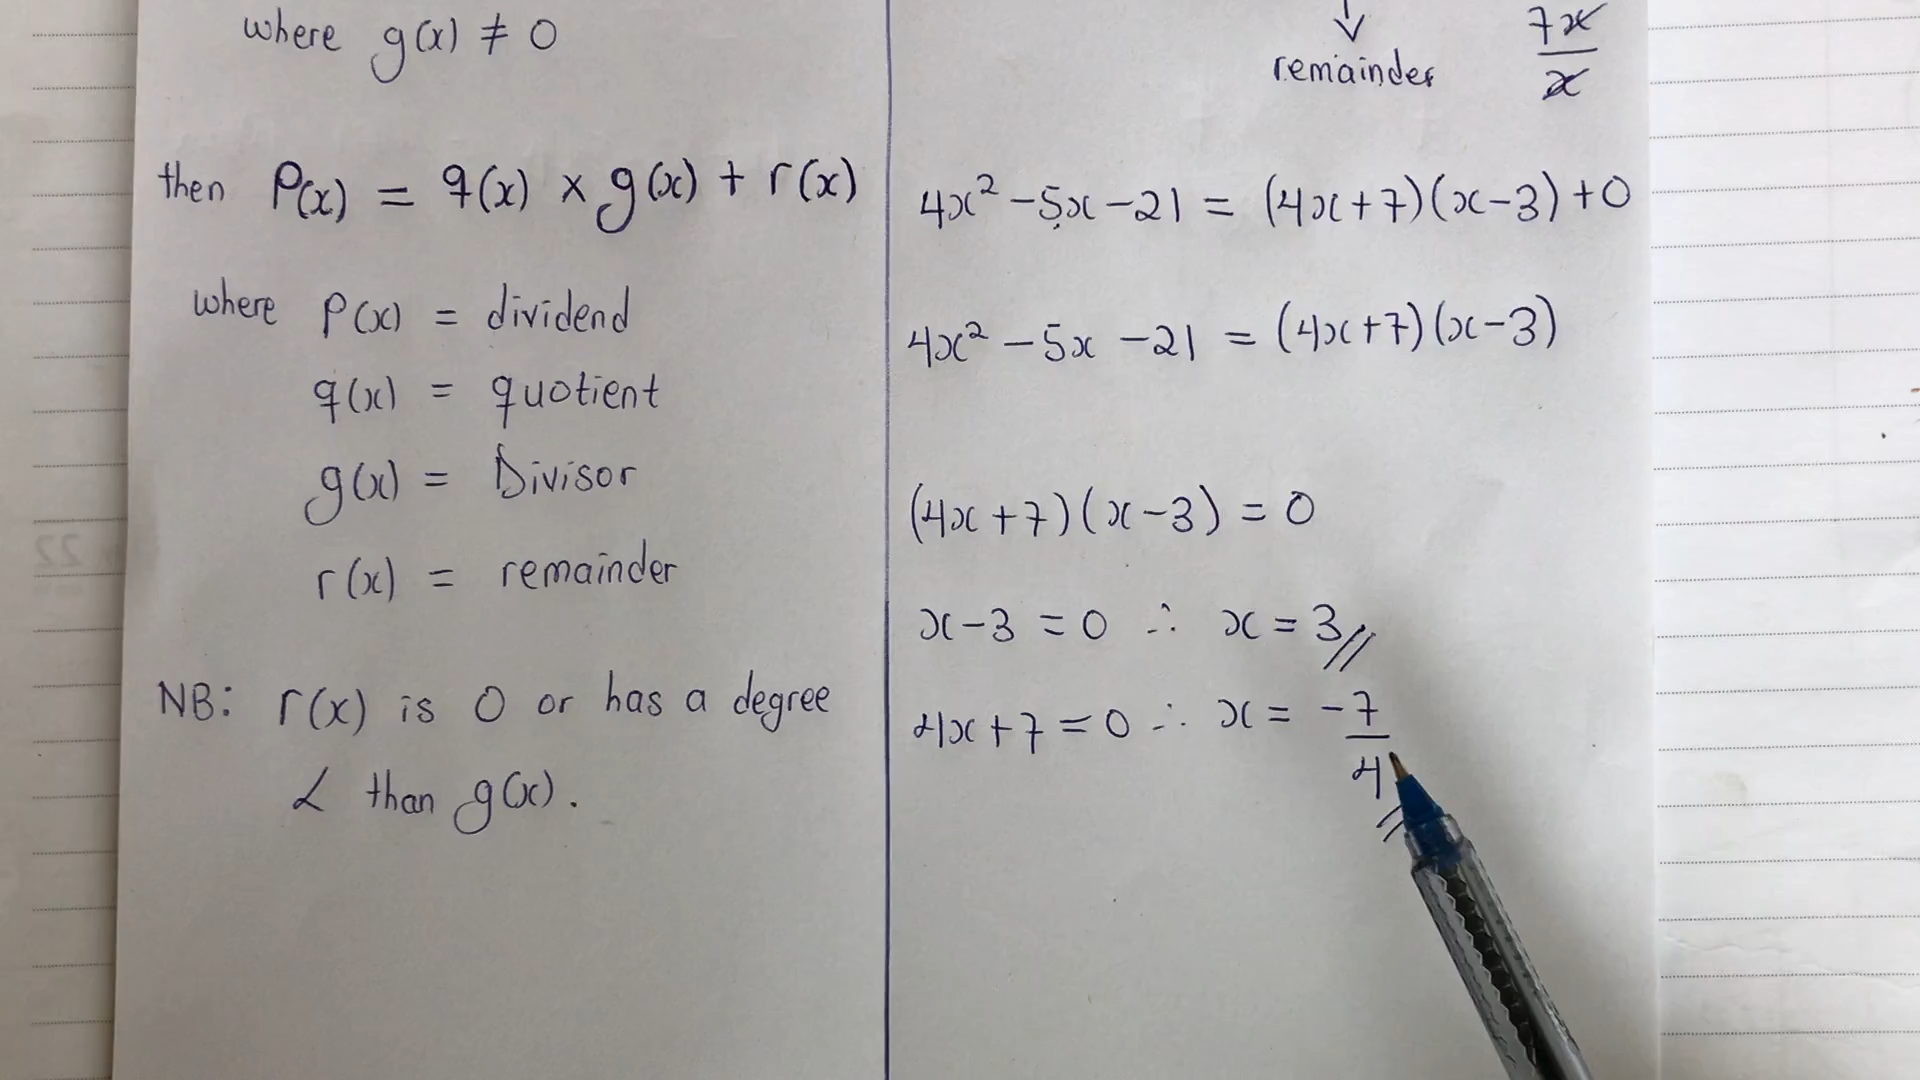 where g(x) ≠ 0
then P(x) = q(x) × g(x) + r(x)
where P(x) = dividend
q(x) = quotient
g(x) = Divisor
r(x) = remainder
NB: r(x) is 0 or has a degree
< than g(x).
↓
remainder
7x
x
4x² - 5x - 21 = (4x+7)(x-3)+0
4x² - 5x - 21 = (4x+7)(x-3)
(4x+7)(x-3) = 0
x-3 = 0 ∴ x = 3//
4x+7 = 0 ∴ x = -7/4 //
22